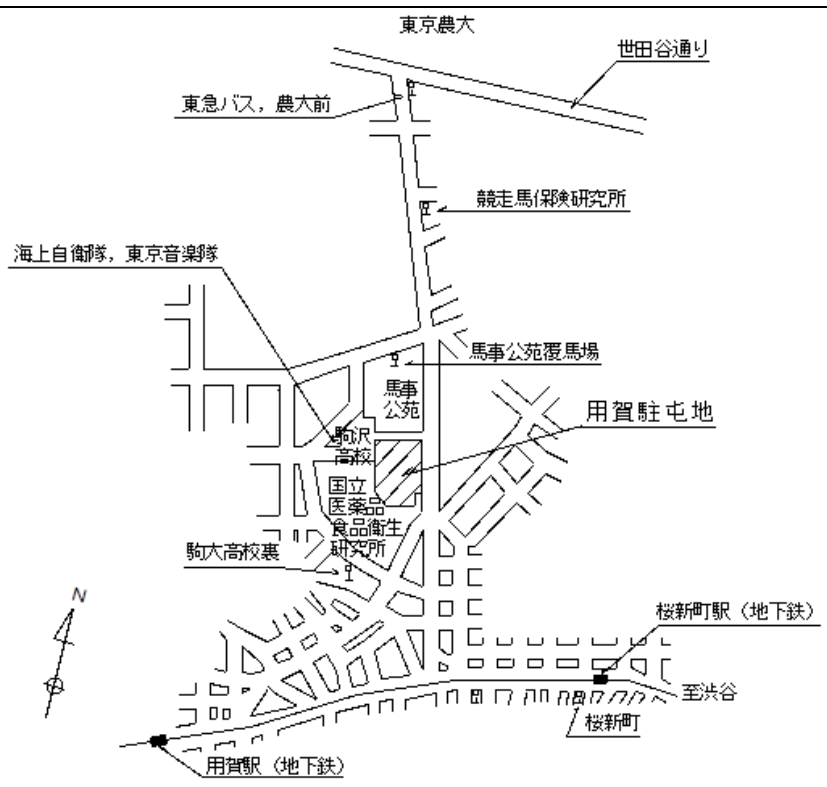 東京農大
世田谷通り
東急バス,農大前
競走馬保険研究所
海上自衛隊,東京音楽隊
馬事公苑覆馬場
馬事
公苑
用賀駐屯地
駒沢
高校
国立
医薬品
食品衛生
研究所
駒大高校裏
N
桜新町駅(地下鉄)
至渋谷
桜新町
用賀駅(地下鉄)